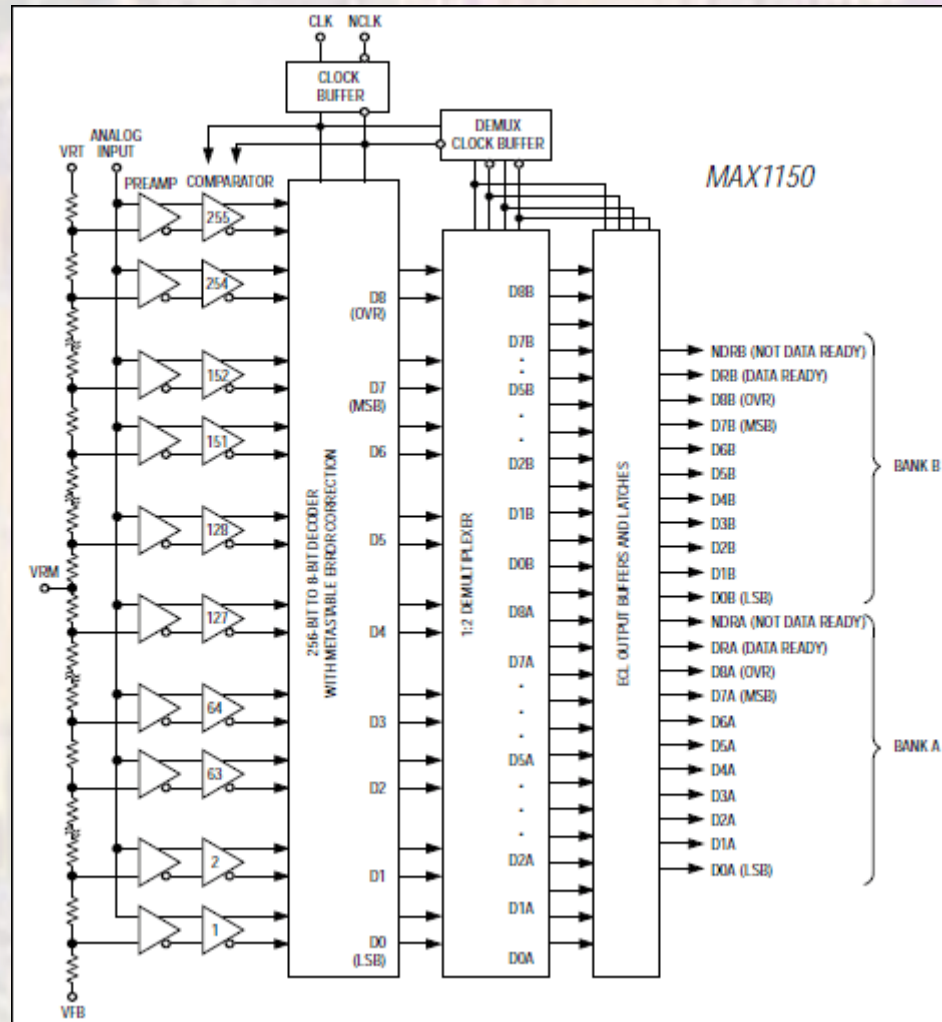 CLK NCLK
CLOCK
BUFFER
DEMUX
CLOCK BUFFER
MAX1150
VRT
ANALOG
INPUT
PREAMP
COMPARATOR
255
254
152
151
128
127
64
63
2
1
VRM
VFB
256-BIT TO 8-BIT DECODER
WITH METASTABLE ERROR CORRECTION
D8
(OVR)
D7
(MSB)
D6
D5
D4
D3
D2
D1
D0
(LSB)
1:2 DEMULTIPLEXER
D8B
D7B
D5B
D2B
D1B
D0B
D8A
D7A
D5A
D2A
D1A
D0A
ECL OUTPUT BUFFERS AND LATCHES
NDRB (NOT DATA READY)
DRB (DATA READY)
D8B (OVR)
D7B (MSB)
D6B
D5B
D4B
D3B
D2B
D1B
D0B (LSB)
BANK B
NDRA (NOT DATA READY)
DRA (DATA READY)
D8A (OVR)
D7A (MSB)
D6A
D5A
D4A
D3A
D2A
D1A
D0A (LSB)
BANK A